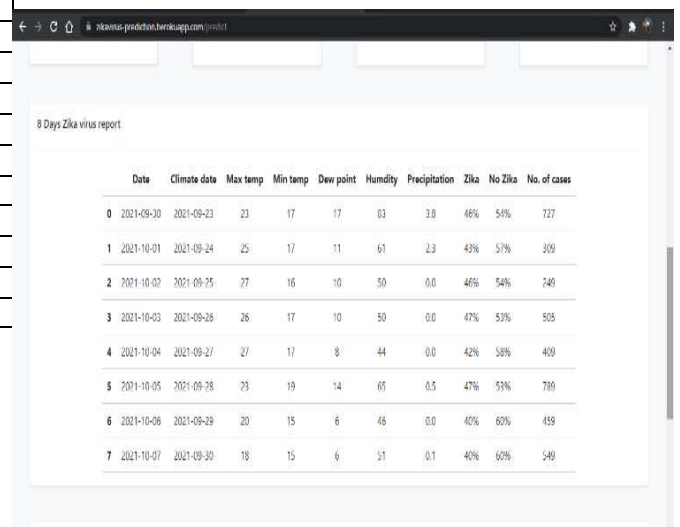 zikavirus-prediction.herokuapp.com/predict
8 Days Zika virus report
Date Climate date Max temp Min temp Dew point Humdity Precipitation Zika No Zika No. of cases
0 2021-09-30 2021-09-23 23 17 17 83 3.8 46% 54% 727
1 2021-10-01 2021-09-24 25 17 11 61 2.3 43% 57% 309
2 2021-10-02 2021-09-25 27 16 10 50 0.0 46% 54% 249
3 2021-10-03 2021-09-26 26 17 10 50 0.0 47% 53% 505
4 2021-10-04 2021-09-27 27 17 8 44 0.0 42% 58% 409
5 2021-10-05 2021-09-28 23 19 14 65 0.5 47% 53% 789
6 2021-10-06 2021-09-29 20 15 6 46 0.0 40% 60% 459
7 2021-10-07 2021-09-30 18 15 6 51 0.1 40% 60% 549